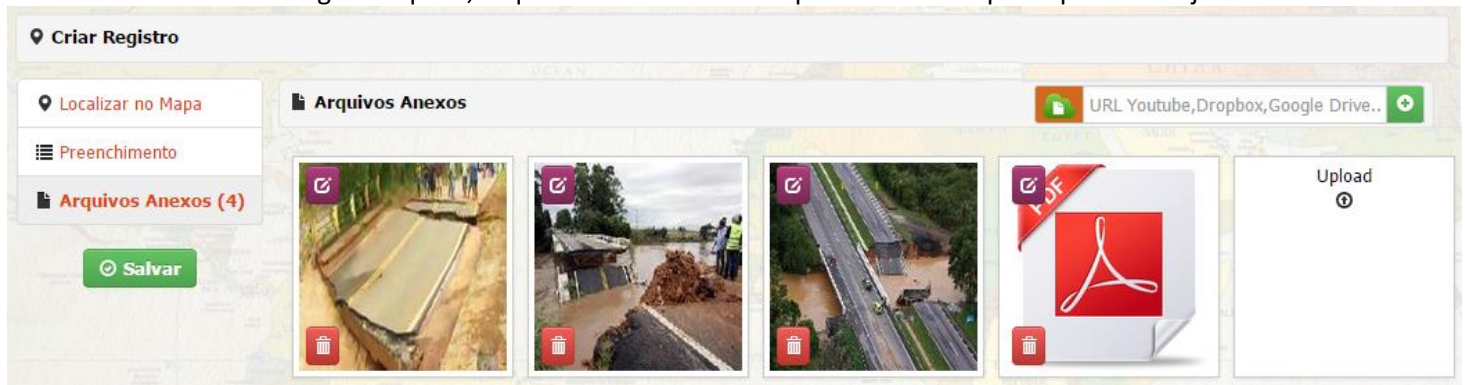 Criar Registro
Localizar no Mapa
Preenchimento
Arquivos Anexos (4)
Salvar
Arquivos Anexos
URL Youtube,Dropbox,Google Drive..
PDF
Upload